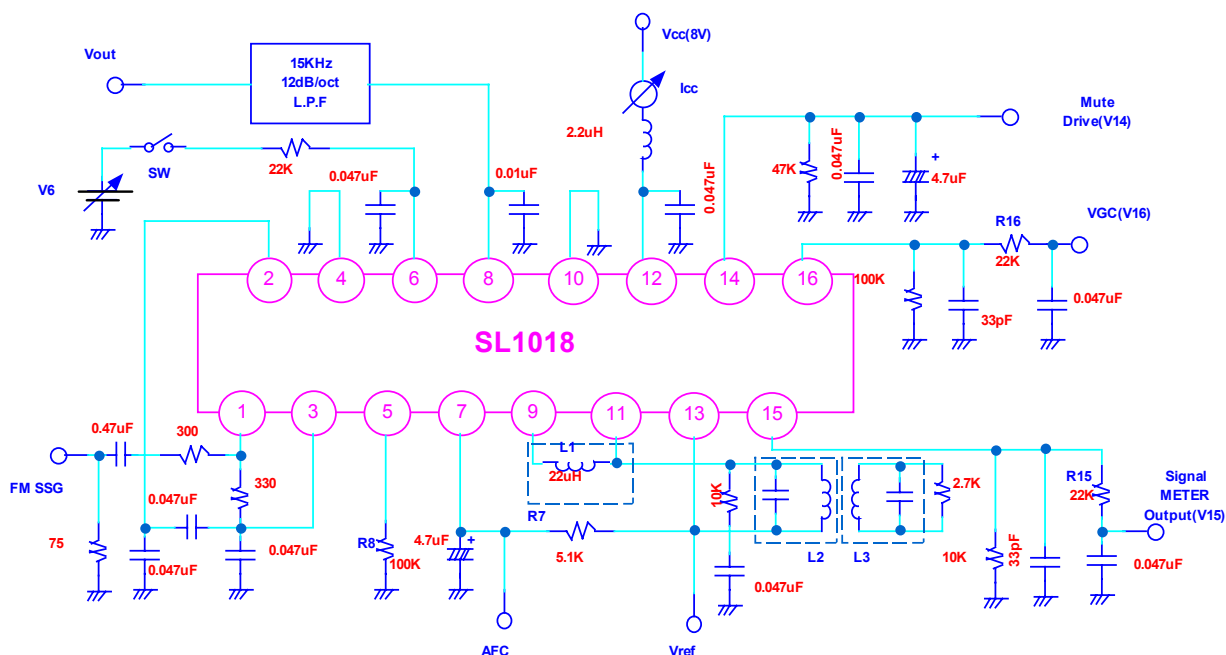 Vcc(8V)
Vout
15KHz
12dB/oct
L.P.F
Icc
Mute
Drive(V14)
2.2uH
SW
22K
0.047uF
0.01uF
0.047uF
47K
0.047uF
+
4.7uF
V6
VGC(V16)
R16
22K
100K
33pF
0.047uF
2
4
6
8
10
12
14
16
SL1018
1
3
5
7
9
11
13
15
0.47uF
300
FM SSG
330
0.047uF
75
0.047uF
0.047uF
R8
100K
4.7uF
+
L1
22uH
R7
5.1K
10K
0.047uF
L2
L3
2.7K
10K
33pF
R15
22K
Signal
METER
Output(V15)
0.047uF
AFC
Vref